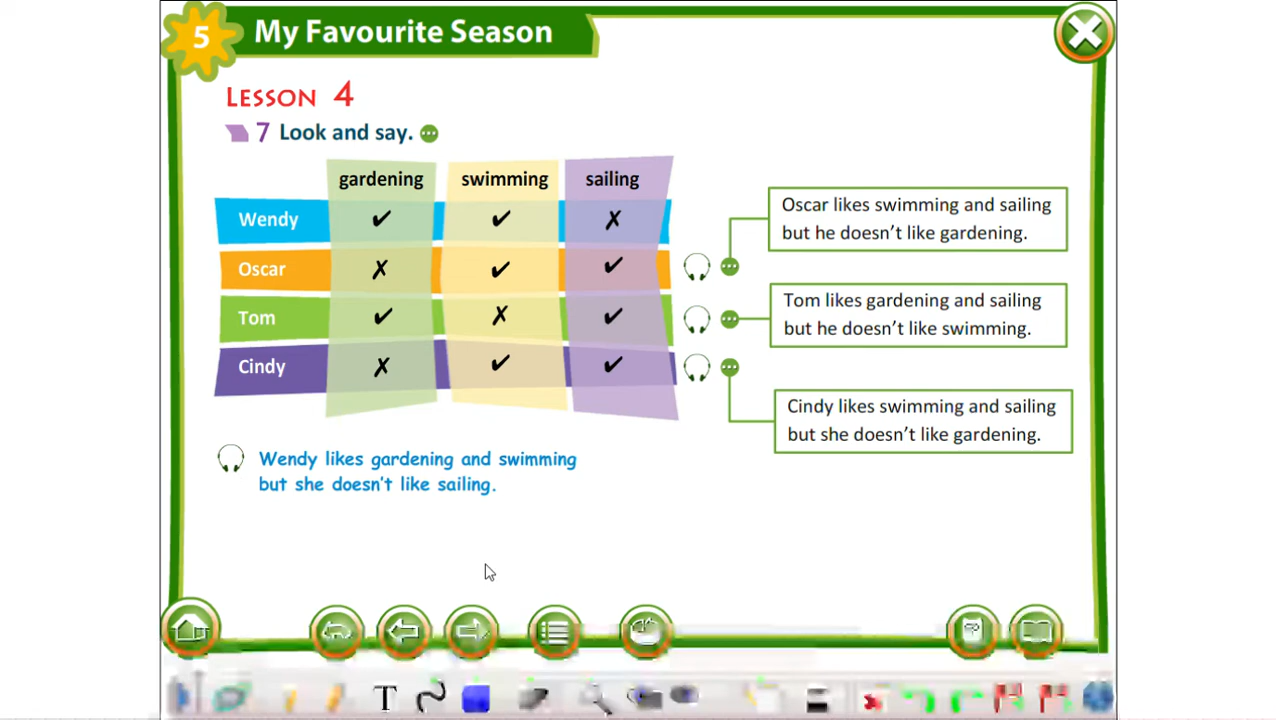 5 My Favourite Season
LESSON 4
7 Look and say.
gardening swimming sailing
Wendy ✔ ✔ ✗
Oscar ✗ ✔ ✔
Tom ✔ ✗ ✔
Cindy ✗ ✔ ✔
Oscar likes swimming and sailing
but he doesn't like gardening.
Tom likes gardening and sailing
but he doesn't like swimming.
Cindy likes swimming and sailing
but she doesn't like gardening.
Wendy likes gardening and swimming
but she doesn't like sailing.
T